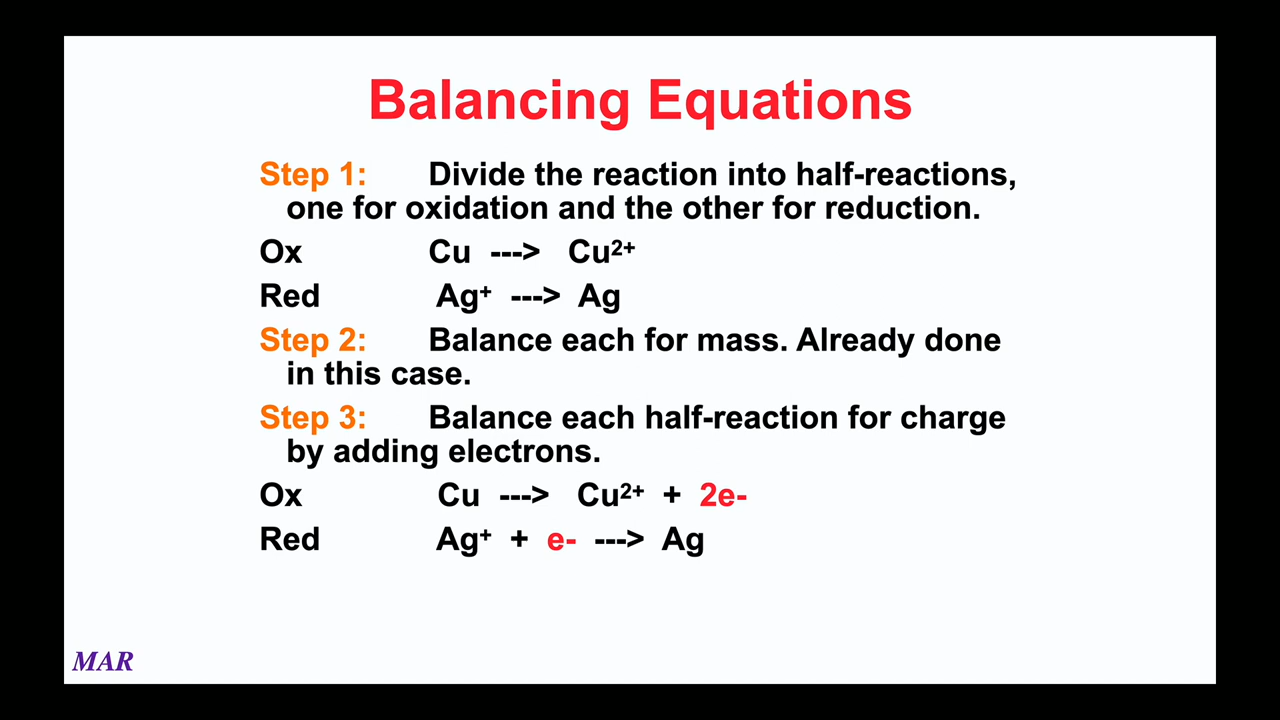 Balancing Equations
Step 1: Divide the reaction into half-reactions,
one for oxidation and the other for reduction.
Ox Cu ---> Cu²⁺
Red Ag⁺ ---> Ag
Step 2: Balance each for mass. Already done
in this case.
Step 3: Balance each half-reaction for charge
by adding electrons.
Ox Cu ---> Cu²⁺ + 2e-
Red Ag⁺ + e- ---> Ag
MAR